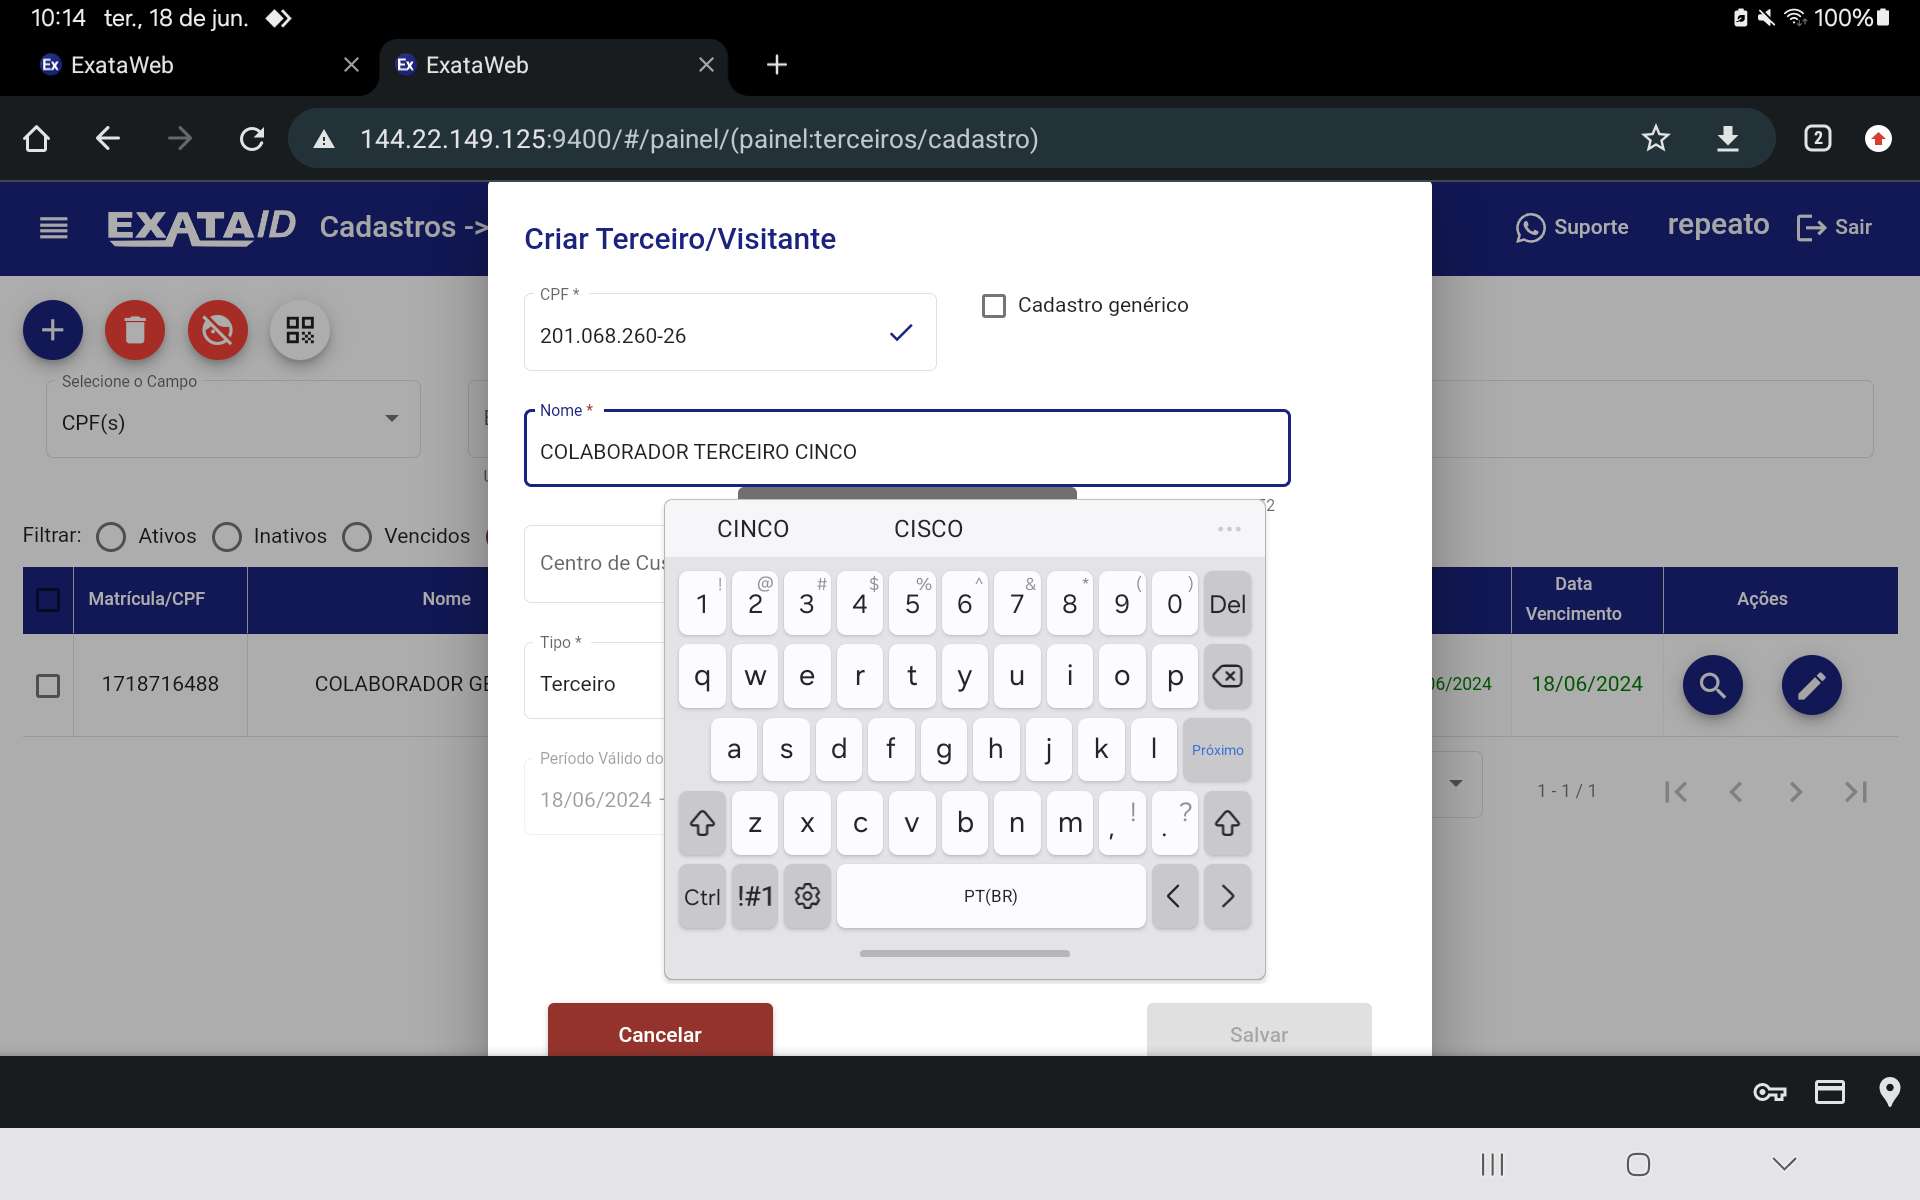 10:14 ter., 18 de jun.
100%
Ex ExataWeb
Ex ExataWeb
144.22.149.125:9400/#/painel/(painel:terceiros/cadastro)
2
EXATA/D Cadastros ->
Suporte repeato Sair
Criar Terceiro/Visitante
CPF *
201.068.260-26
Cadastro genérico
Selecione o Campo
CPF(s)
Nome *
COLABORADOR TERCEIRO CINCO
CINCO CISCO ...
Filtrar: Ativos Inativos Vencidos
Centro de Cus
Matrícula/CPF Nome
Data
Vencimento
Ações
Tipo *
Terceiro
1718716488 COLABORADOR GE
06/2024 18/06/2024
Período Válido do
18/06/2024 -
1 - 1 / 1
! @ # $ % ^ & * ( )
1 2 3 4 5 6 7 8 9 0 Del
q w e r t y u i o p
a s d f g h j k l Próximo
z x c v b n m , ! . ?
Ctrl !#1 PT(BR) < >
Cancelar Salvar